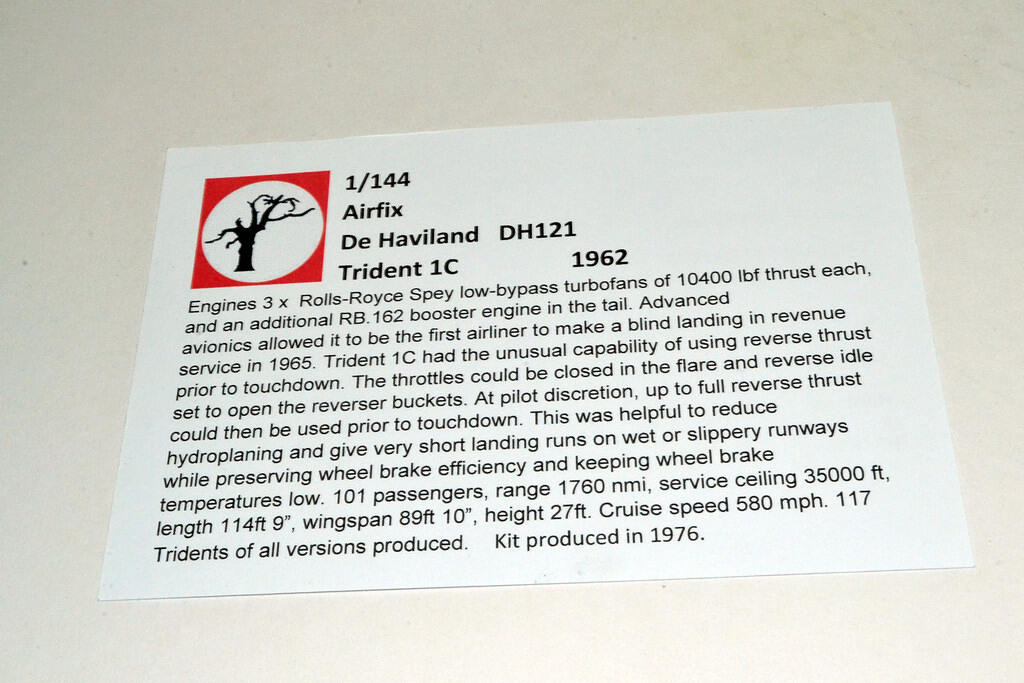 1/144
Airfix
De Haviland DH121
Trident 1C 1962
Engines 3 x Rolls-Royce Spey low-bypass turbofans of 10400 lbf thrust each,
and an additional RB.162 booster engine in the tail. Advanced
avionics allowed it to be the first airliner to make a blind landing in revenue
service in 1965. Trident 1C had the unusual capability of using reverse thrust
prior to touchdown. The throttles could be closed in the flare and reverse idle
set to open the reverser buckets. At pilot discretion, up to full reverse thrust
could then be used prior to touchdown. This was helpful to reduce
hydroplaning and give very short landing runs on wet or slippery runways
while preserving wheel brake efficiency and keeping wheel brake
temperatures low. 101 passengers, range 1760 nmi, service ceiling 35000 ft,
length 114ft 9”, wingspan 89ft 10”, height 27ft. Cruise speed 580 mph. 117
Tridents of all versions produced. Kit produced in 1976.